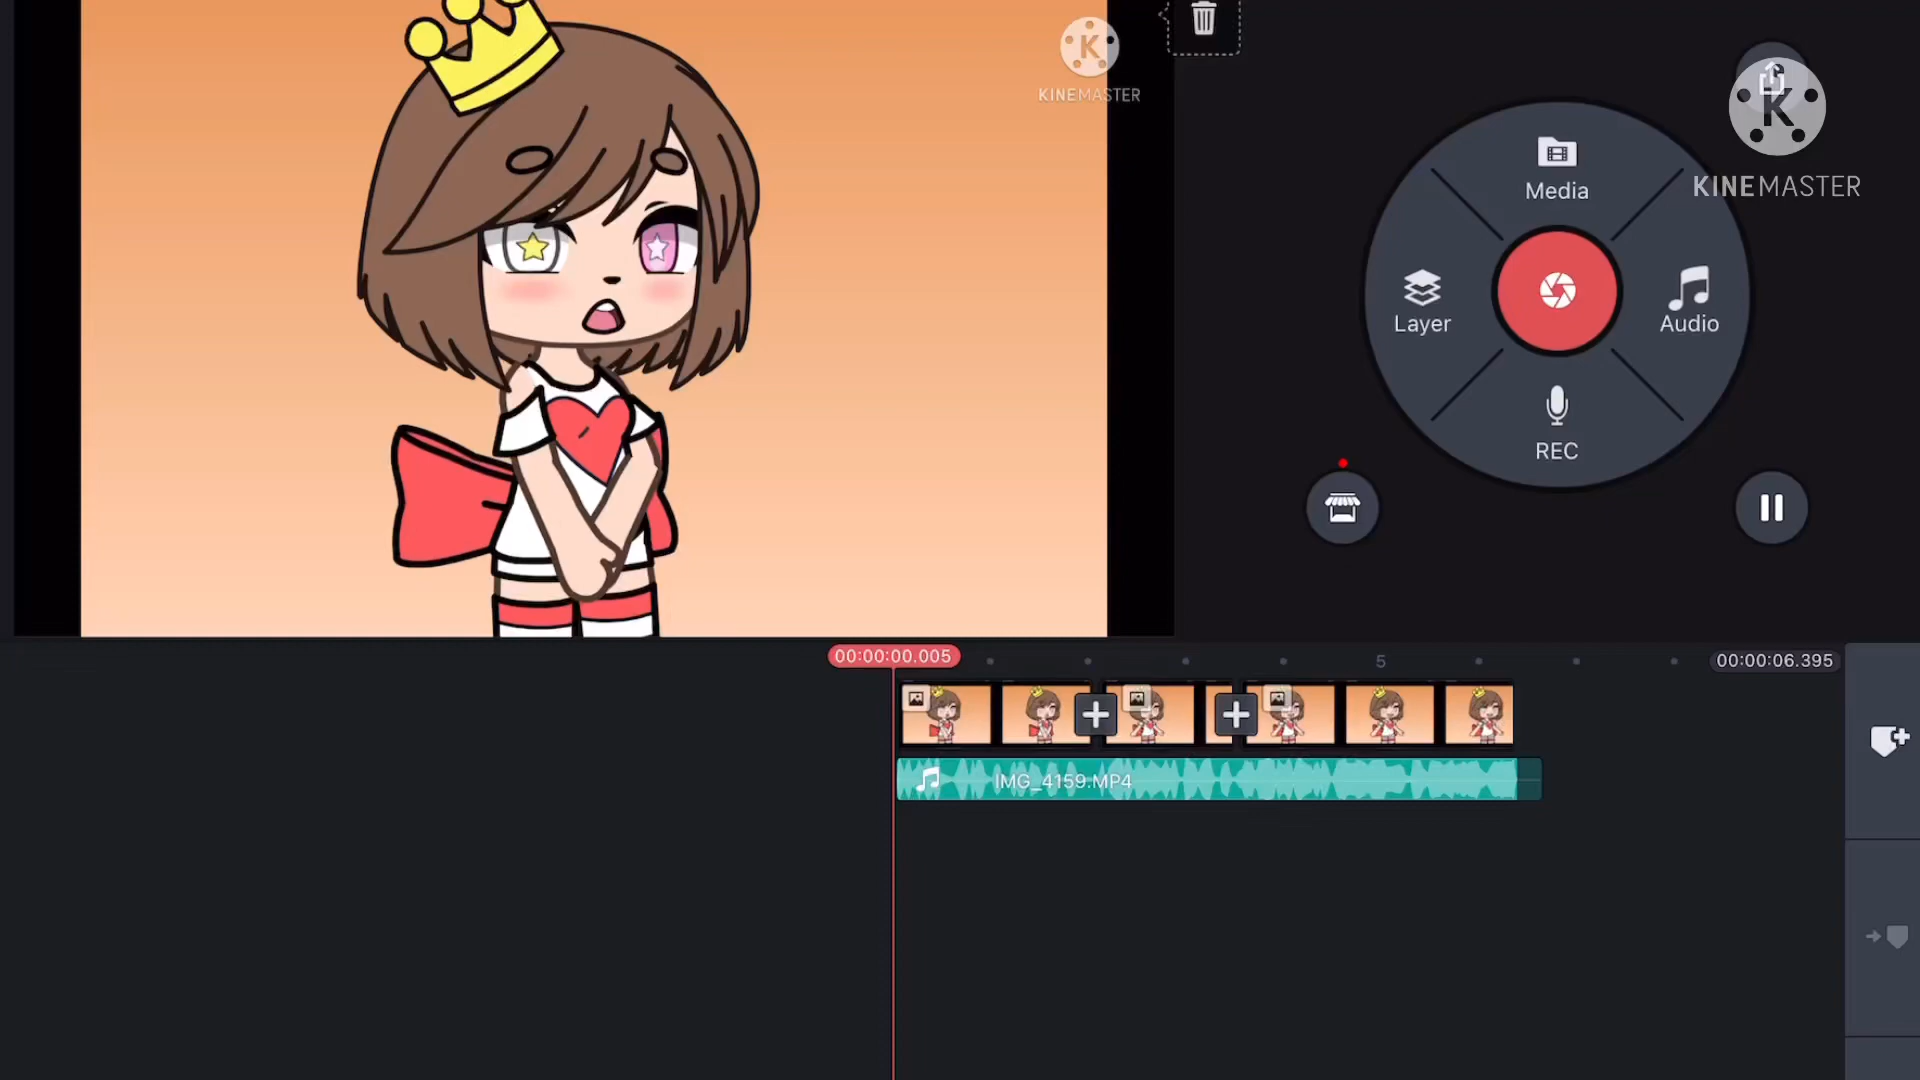 K
KINEMASTER
K
KINEMASTER
Media
Layer
Audio
REC
00:00:00.005
5
00:00:06.395
IMG_4159.MP4